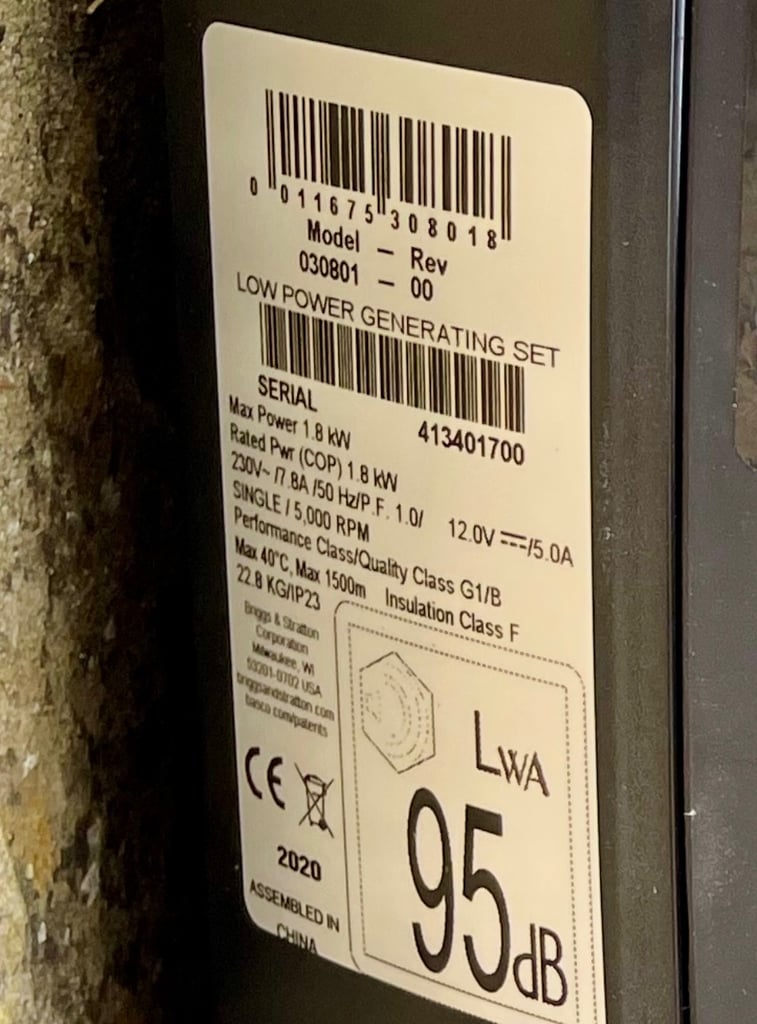 0 011675 308018
Model – Rev
030801 – 00
LOW POWER GENERATING SET
SERIAL 413401700
Max Power 1.8 kW
Rated Pwr (COP) 1.8 kW
230V~ /7.8A /50 Hz/P.F. 1.0/ 12.0V ⎓/5.0A
SINGLE / 5,000 RPM
Performance Class/Quality Class G1/B
Max 40°C, Max 1500m Insulation Class F
22.8 KG/IP23
Briggs & Stratton
Corporation
Milwaukee, WI
53201-0702 USA
briggsandstratton.com
basco.com/patents
CE
2020
ASSEMBLED IN
CHINA
LWA
95dB